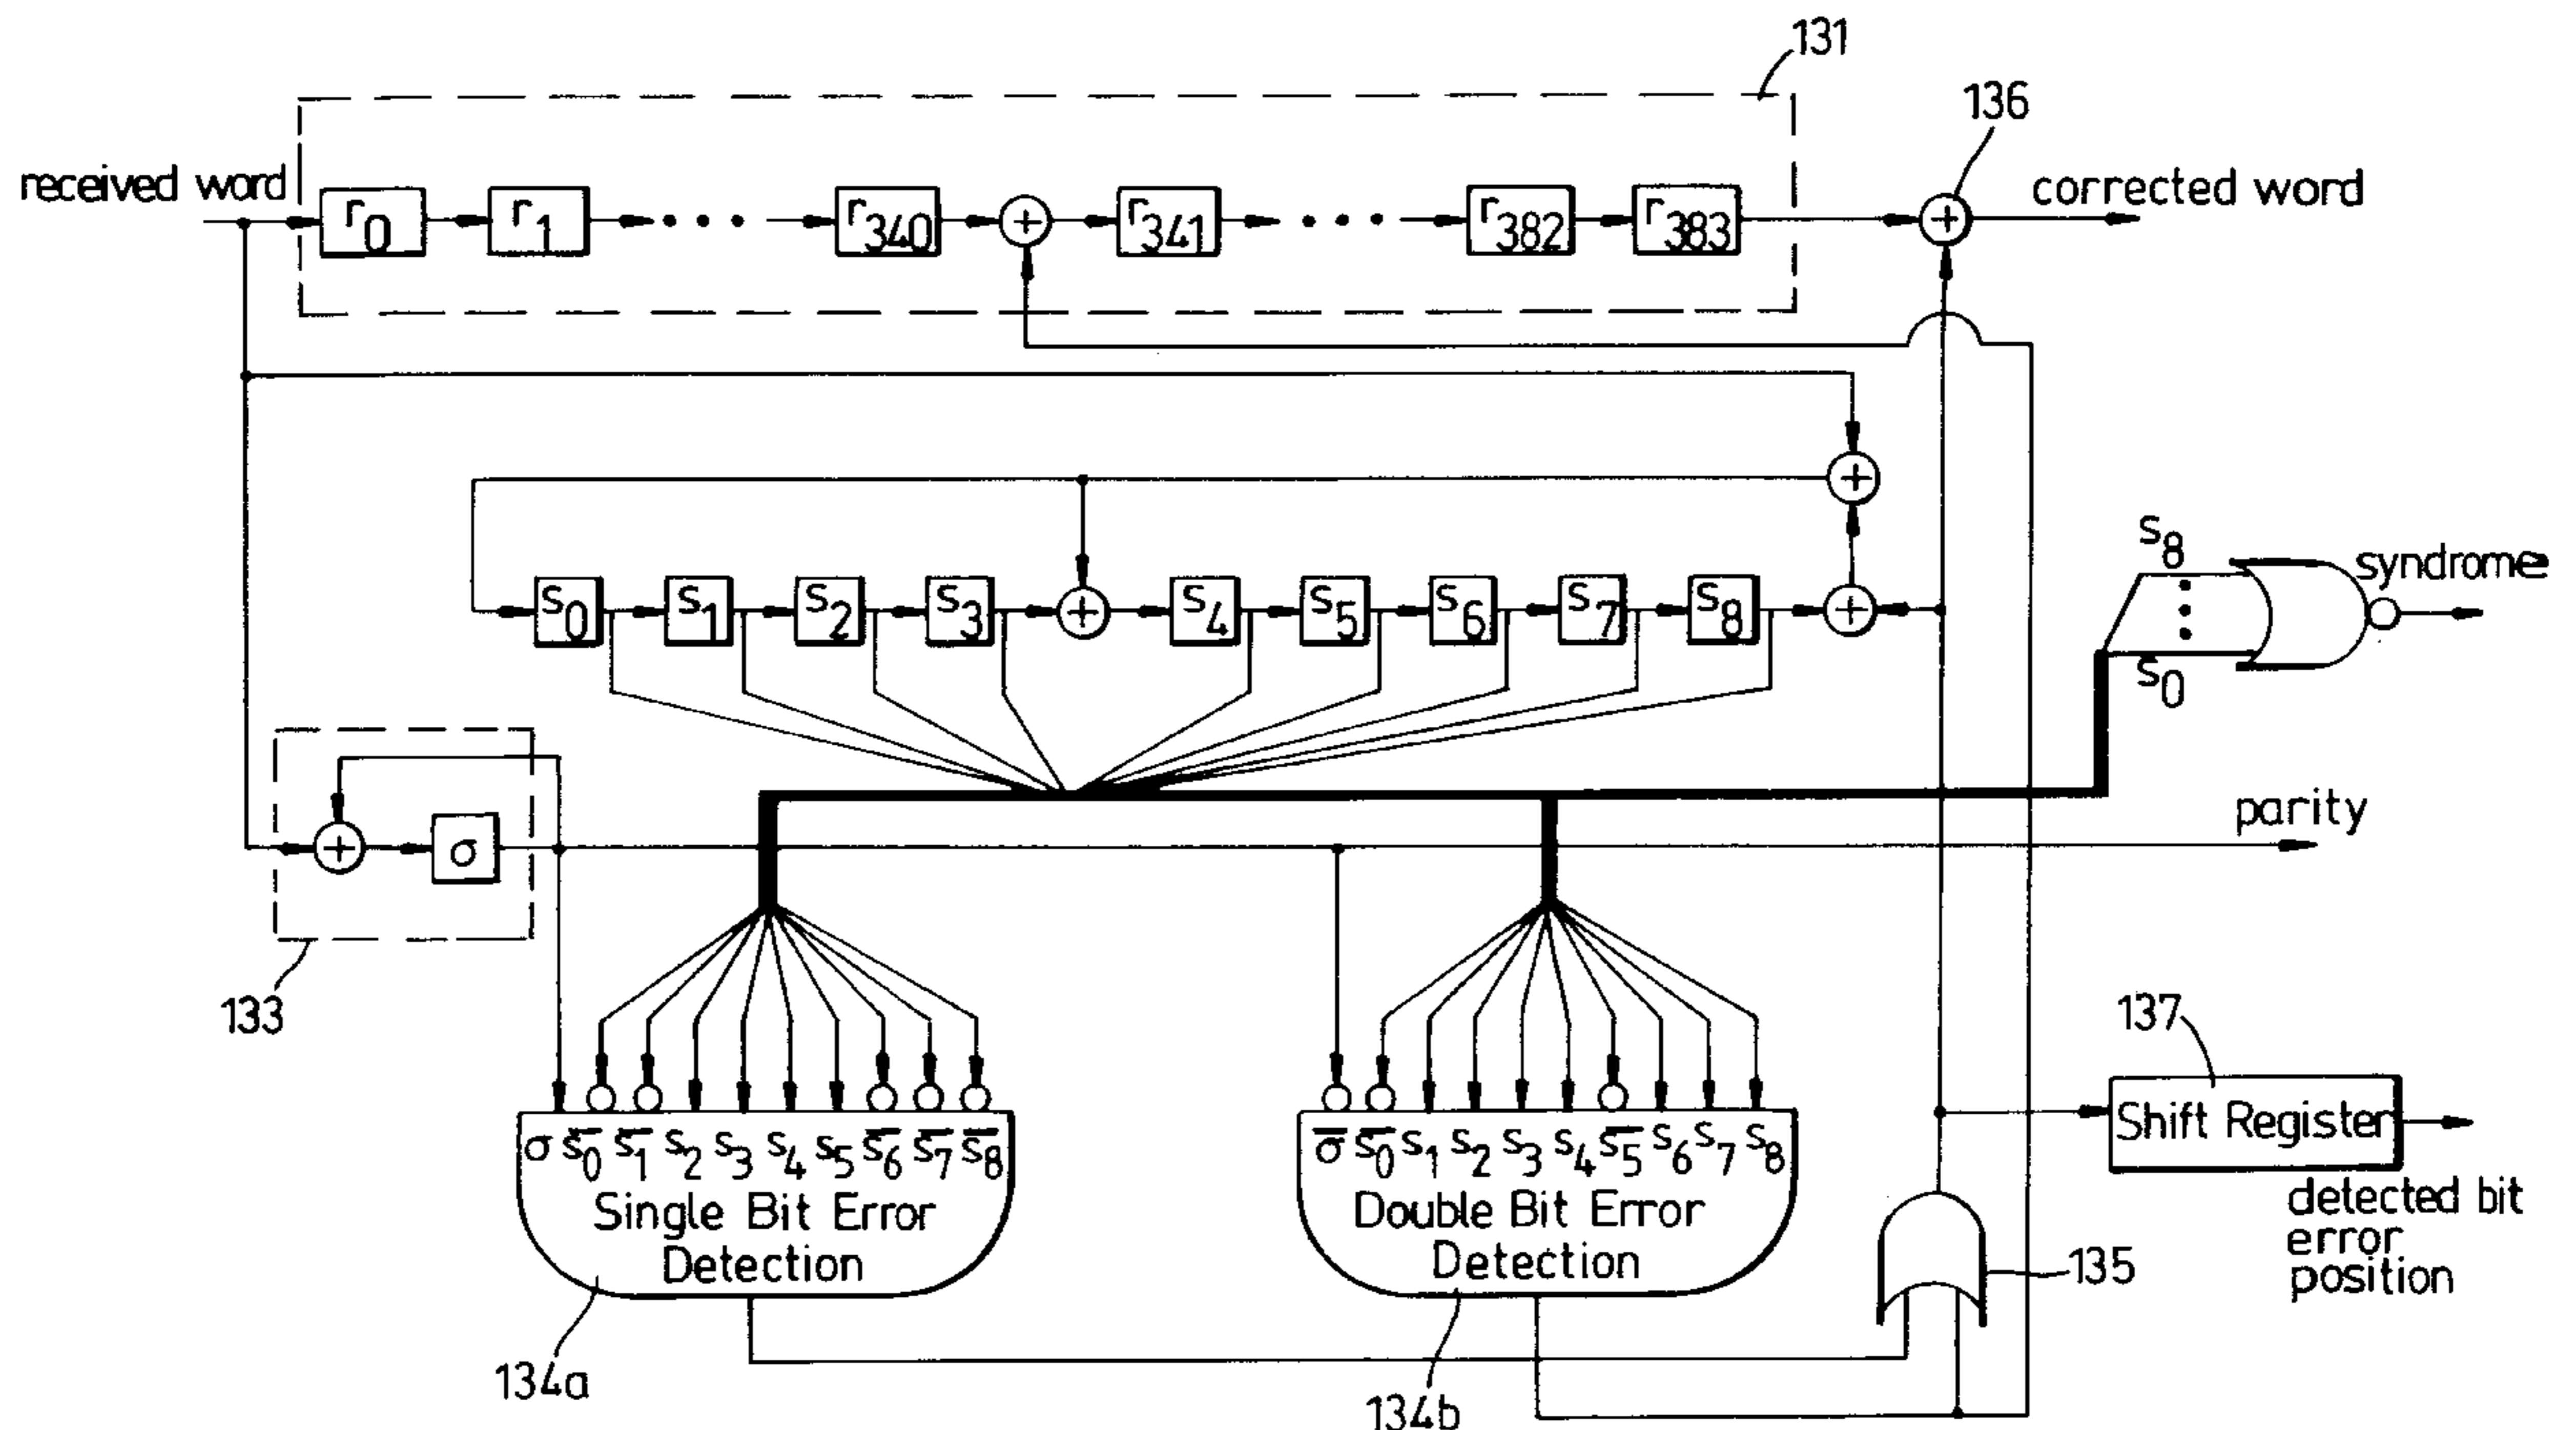 131
136
received word
r0 r1 • • • r340 + r341 • • • r382 r383 +
corrected word
+
s0 s1 s2 s3 + s4 s5 s6 s7 s8 +
s8
s̅0
syndrome
+ σ
parity
133
137
σ s̅0 s̅1 s2 s3 s4 s5 s̅6 s̅7 s̅8
Single Bit Error
Detection
σ̅ s̅0 s1 s2 s3 s4 s̅5 s6 s7 s8
Double Bit Error
Detection
Shift Register
detected bit
error
position
135
134a
134b